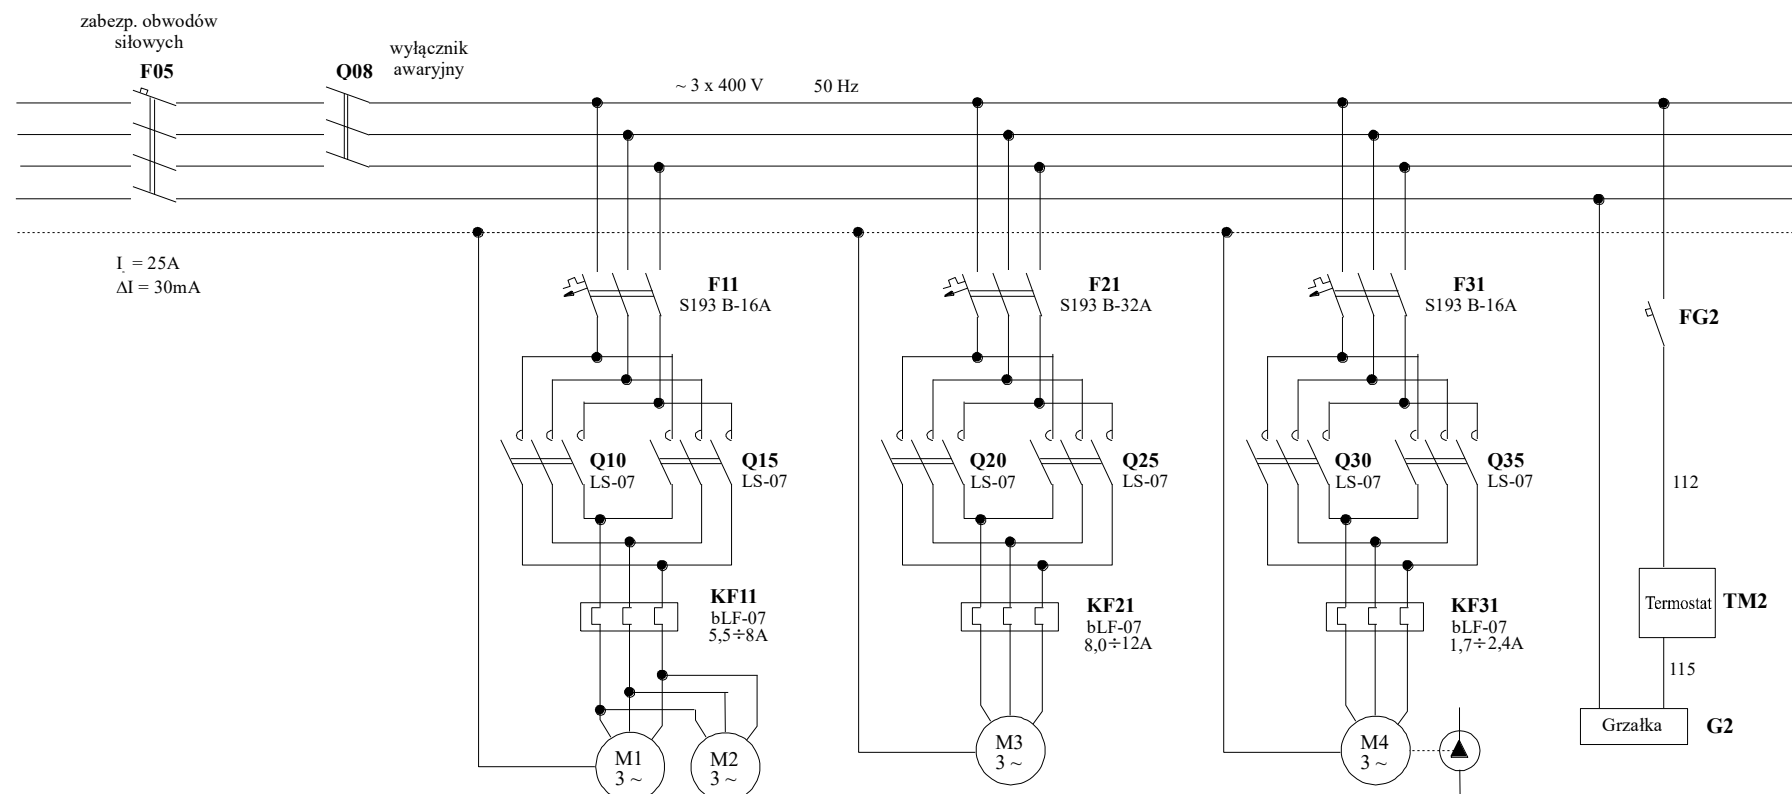 zabezp. obwodów
siłowych
F05
wyłącznik
awaryjny
Q08
~ 3 x 400 V 50 Hz
I. = 25A
ΔI = 30mA
F11
S193 B-16A
F21
S193 B-32A
F31
S193 B-16A
FG2
Q10
LS-07
Q15
LS-07
Q20
LS-07
Q25
LS-07
Q30
LS-07
Q35
LS-07
112
KF11
bLF-07
5,5÷8A
KF21
bLF-07
8,0÷12A
KF31
bLF-07
1,7÷2,4A
Termostat
TM2
115
M1
3 ~
M2
3 ~
M3
3 ~
M4
3 ~
Grzałka
G2